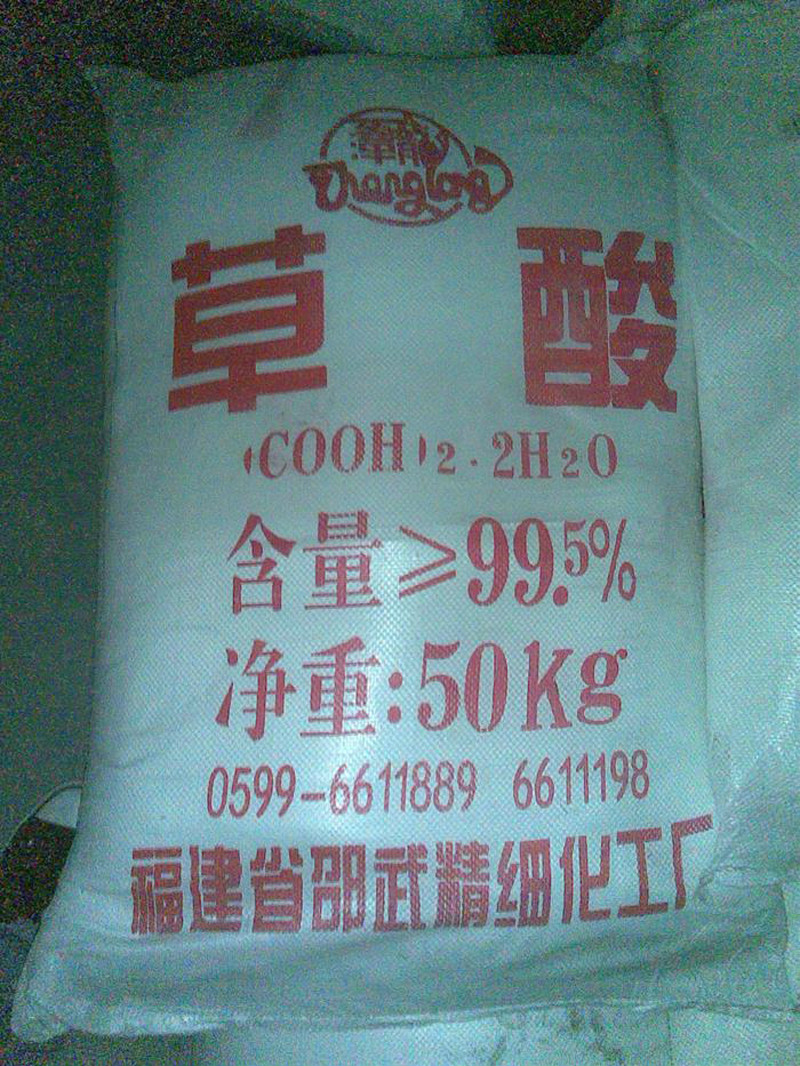 草酸
(COOH)2·2H2O
含量≥99.5%
净重:50Kg
0599-6611889 6611198
福建省邵武精细化工厂